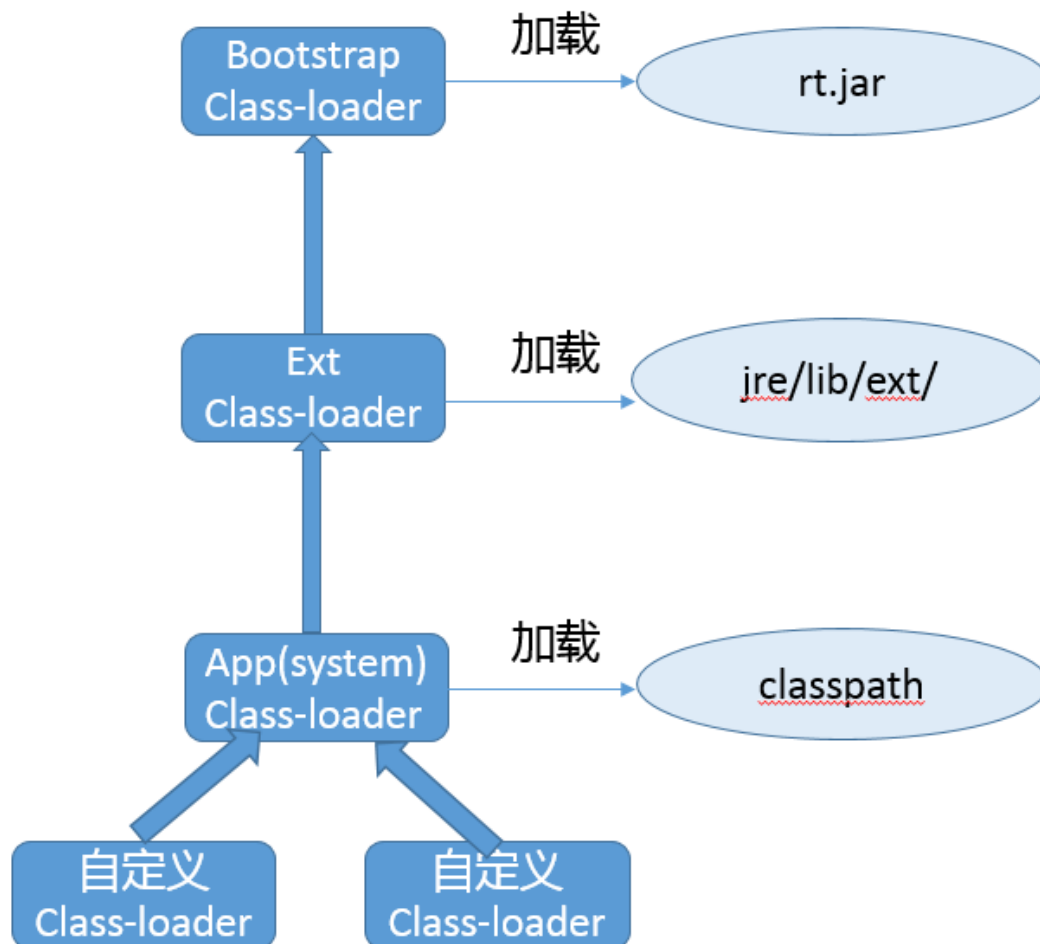 Bootstrap
Class-loader
加载
rt.jar
Ext
Class-loader
加载
jre/lib/ext/
App(system)
Class-loader
加载
classpath
自定义
Class-loader
自定义
Class-loader